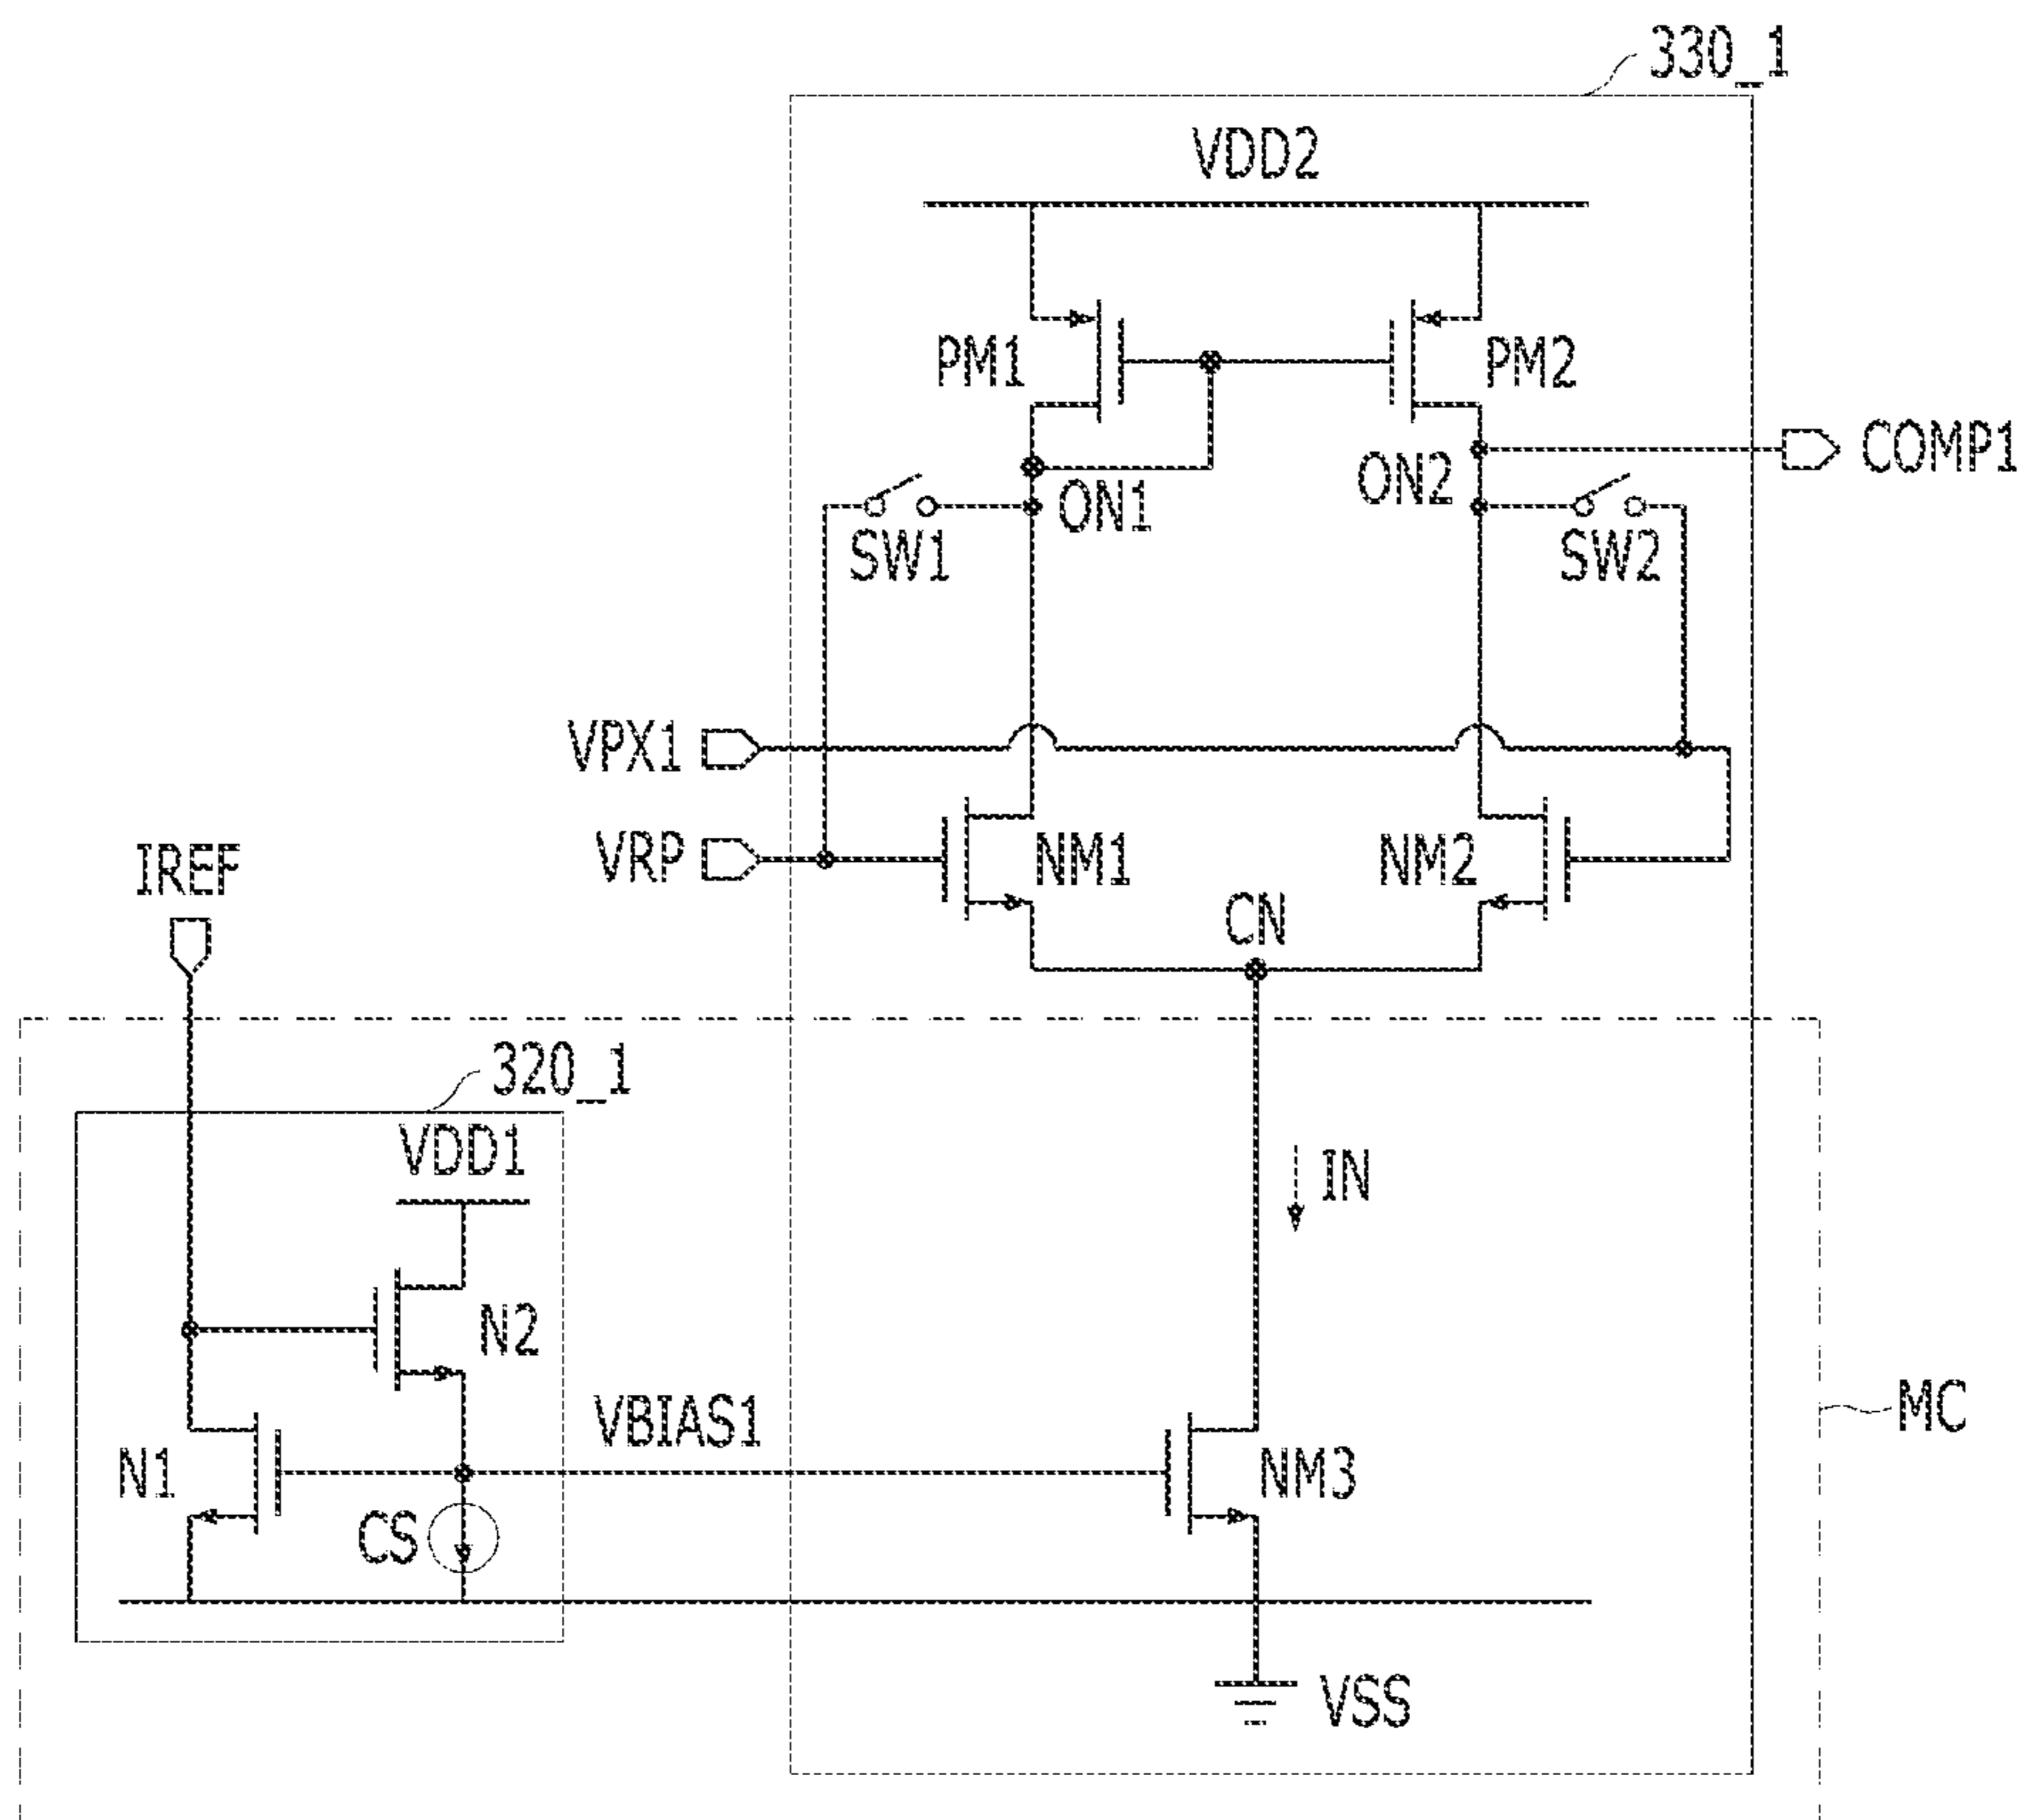 330_1
VDD2
PM1
PM2
COMP1
ON1
ON2
SW1
SW2
VPX1
VRP
NM1
NM2
IREF
CN
320_1
VDD1
IN
N2
VBIAS1
MC
N1
NM3
CS
VSS